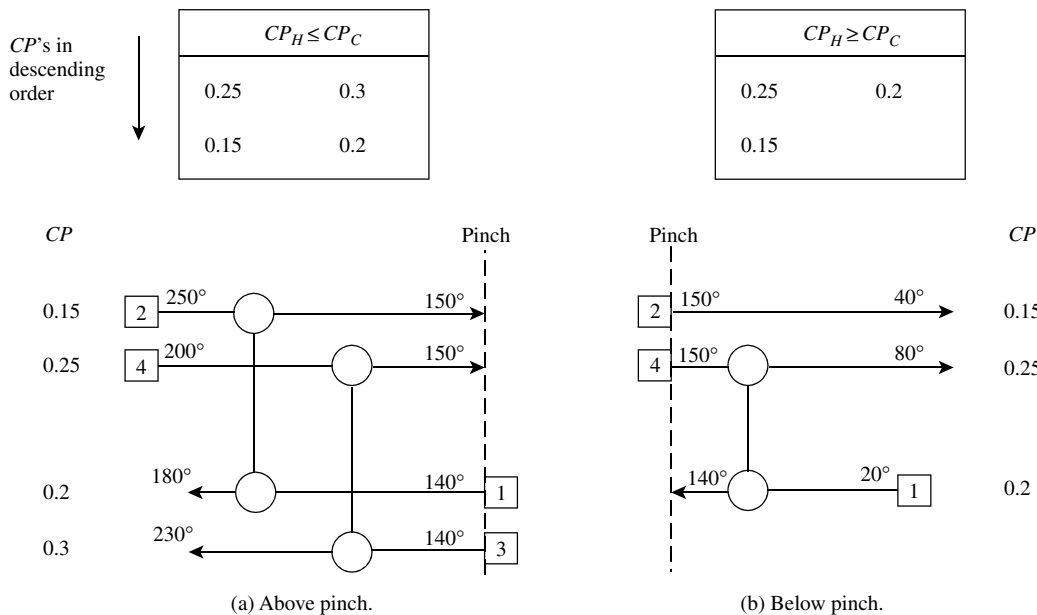 CP's in
descending
order
CP_H ≤ CP_C
0.25 0.3
0.15 0.2
CP_H ≥ CP_C
0.25 0.2
0.15
CP Pinch
0.15 2 250° 150°
0.25 4 200° 150°
0.2 180° 140° 1
0.3 230° 140° 3
(a) Above pinch.
Pinch CP
2 150° 40° 0.15
4 150° 80° 0.25
140° 20° 1 0.2
(b) Below pinch.